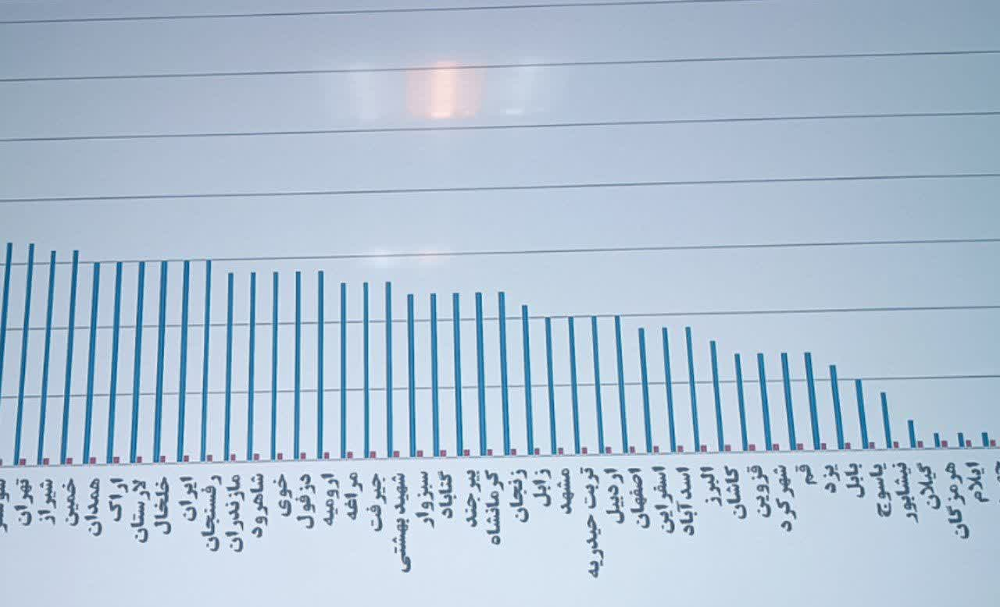 تهران
شیراز
خمین
همدان
اراک
لارستان
خلخال
ایران
رفسنجان
مازندران
شاهرود
خوی
دزفول
ارومیه
مراغه
جیرفت
شهید بهشتی
سبزوار
گناباد
بیرجند
کرمانشاه
زنجان
زابل
مشهد
تربت حیدریه
اردبیل
اصفهان
اسفراین
اسدآباد
البرز
کاشان
قزوین
شهرکرد
قم
یزد
بابل
یاسوج
نیشابور
گیلان
هرمزگان
ایلام